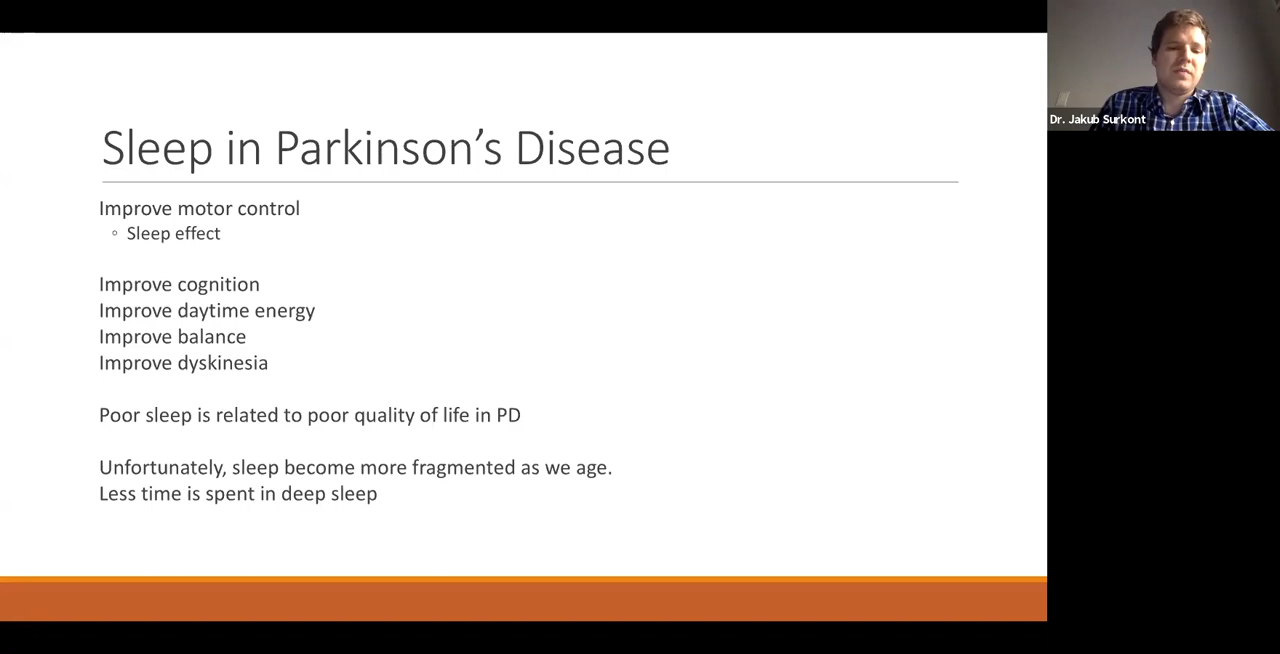 Sleep in Parkinson’s Disease
Improve motor control
◦ Sleep effect
Improve cognition
Improve daytime energy
Improve balance
Improve dyskinesia
Poor sleep is related to poor quality of life in PD
Unfortunately, sleep become more fragmented as we age.
Less time is spent in deep sleep
Dr. Jakub Surkont